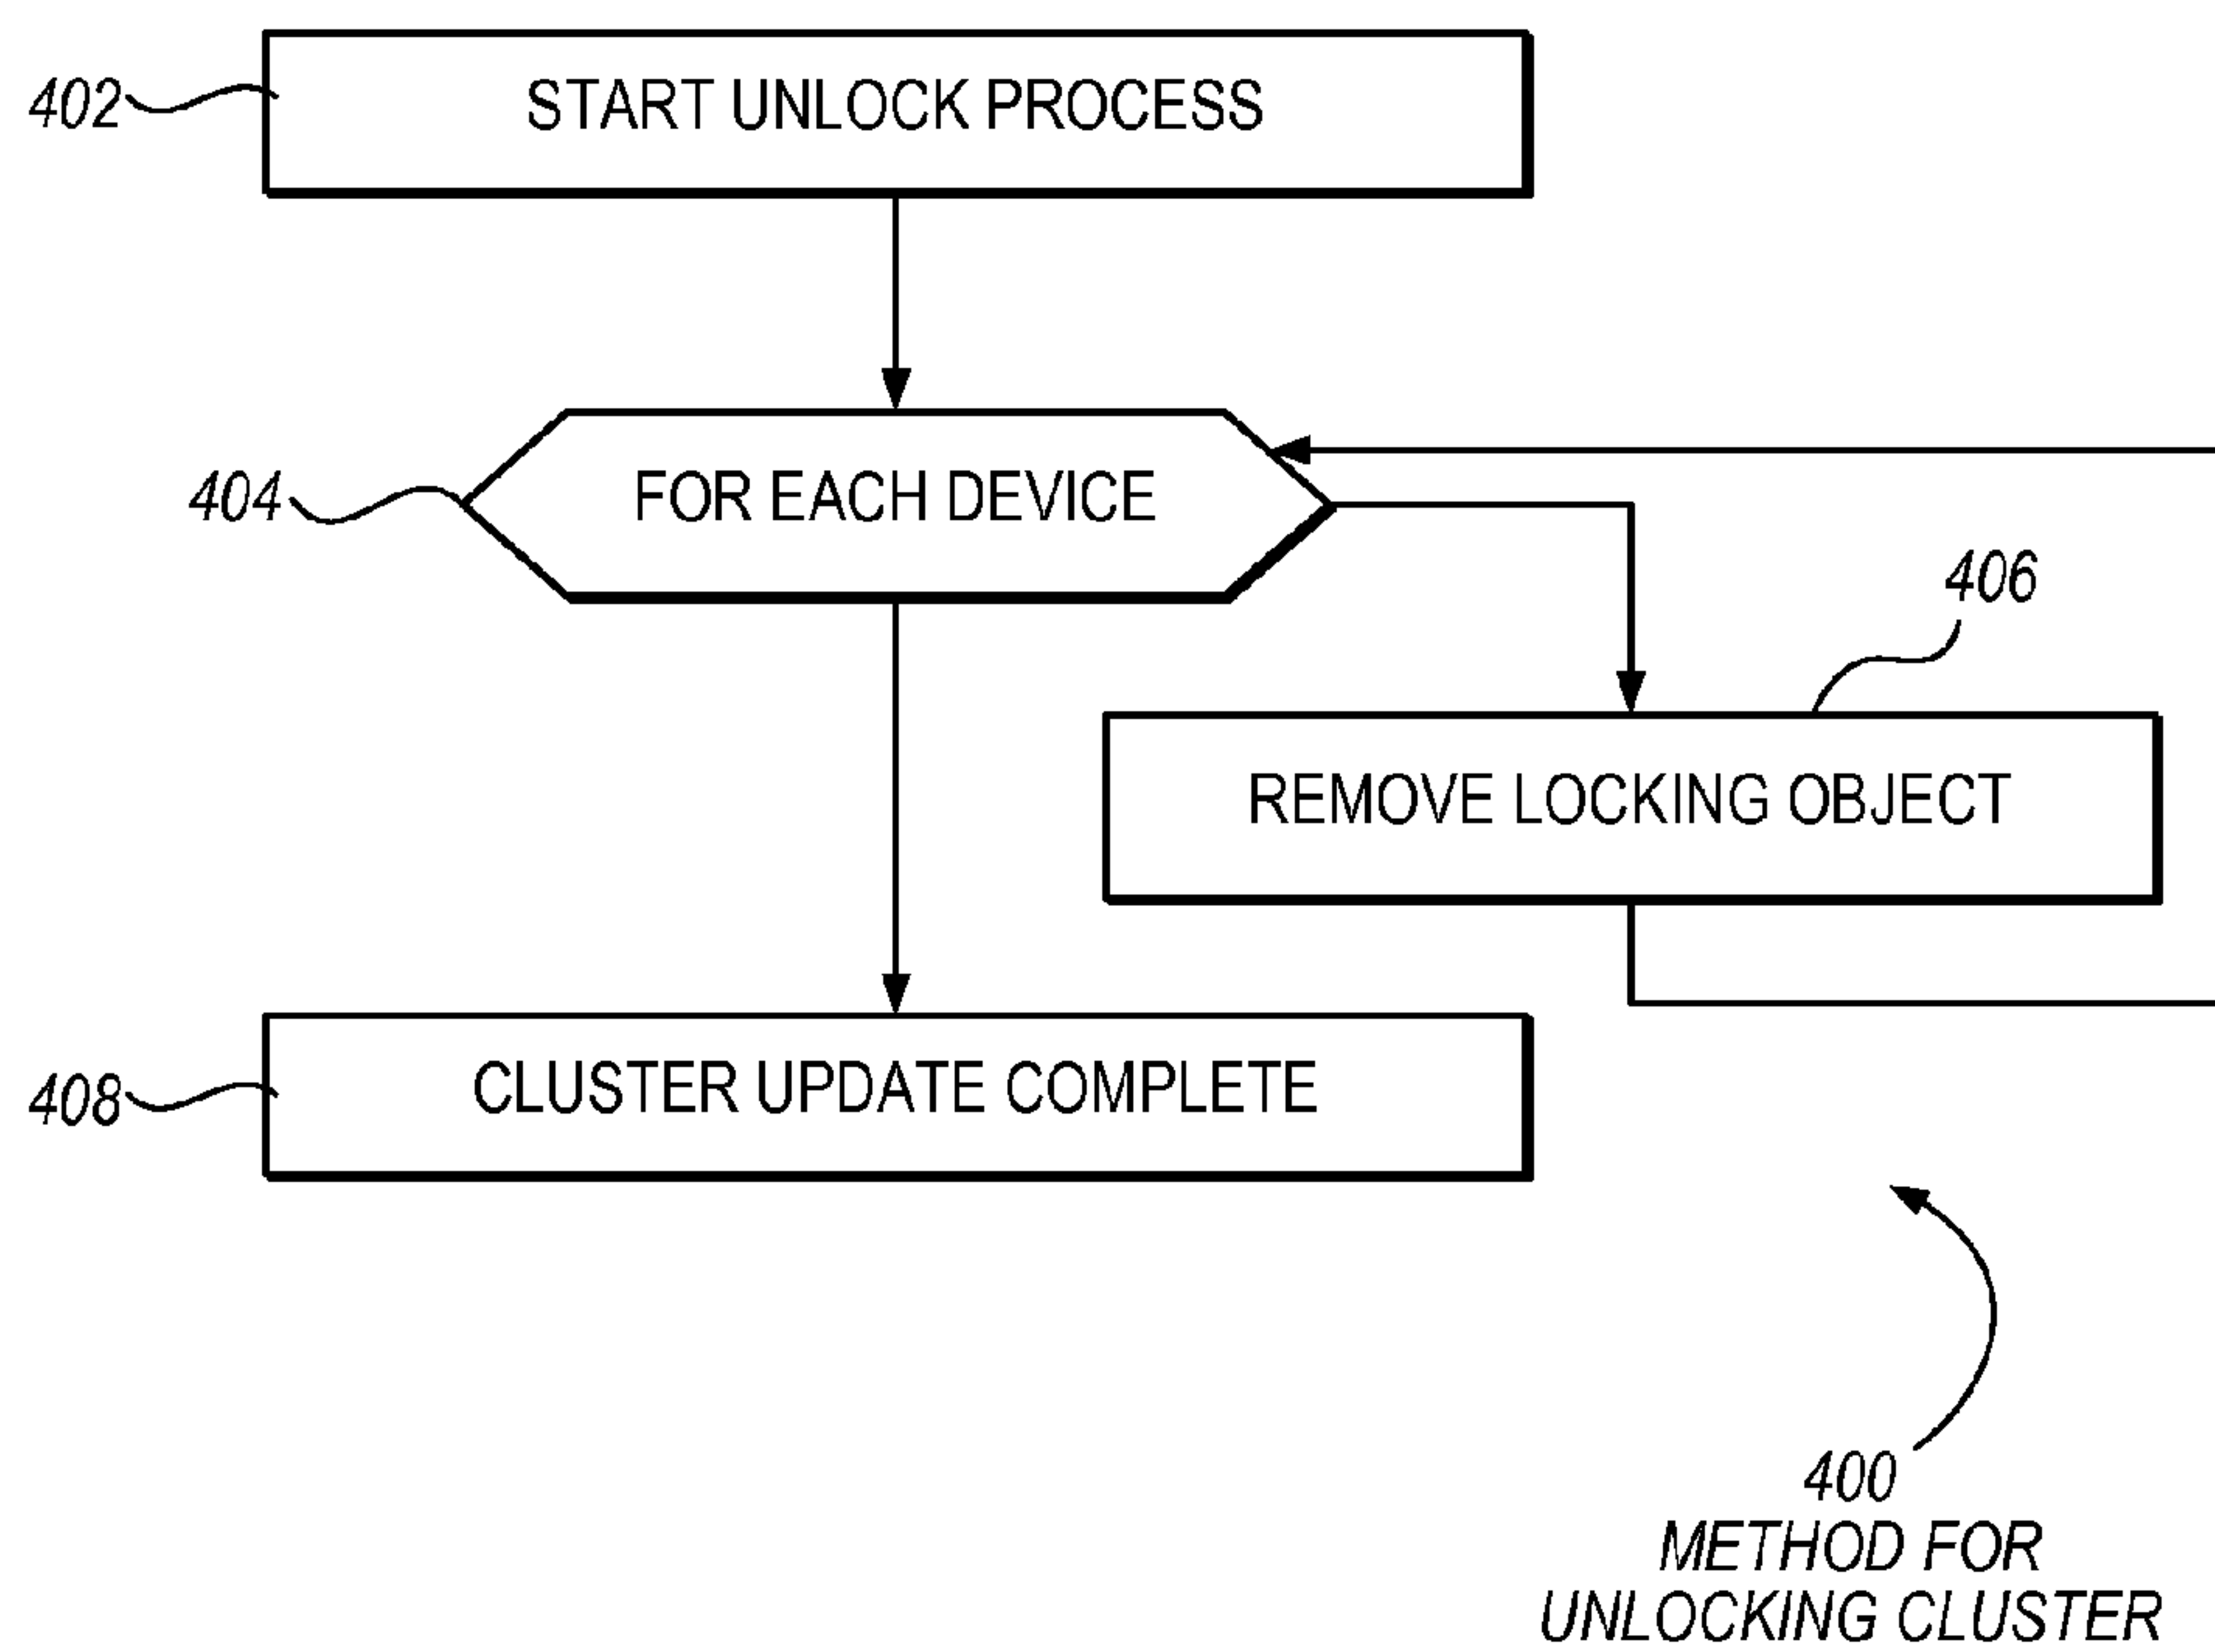 402
START UNLOCK PROCESS
404
FOR EACH DEVICE
406
REMOVE LOCKING OBJECT
408
CLUSTER UPDATE COMPLETE
400
METHOD FOR
UNLOCKING CLUSTER